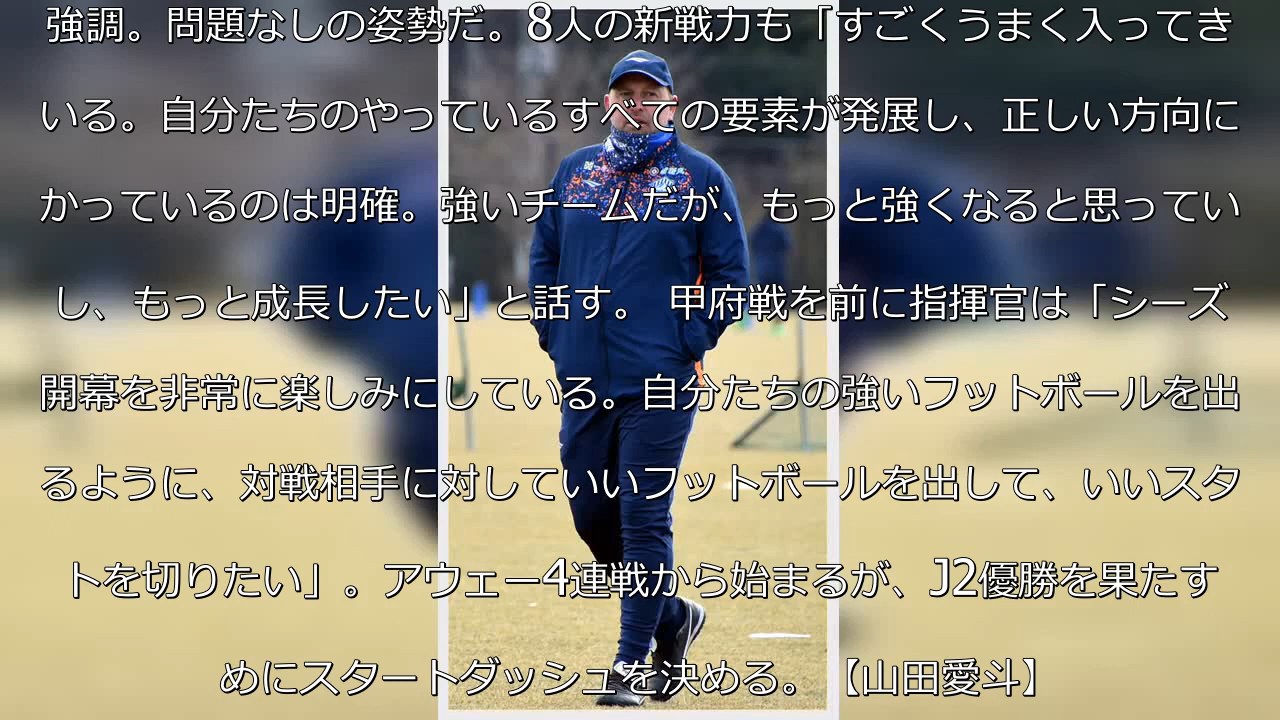 強調。問題なしの姿勢だ。8人の新戦力も「すごくうまく入ってき
いる。自分たちのやっているすべての要素が発展し、正しい方向に
かっているのは明確。強いチームだが、もっと強くなると思ってい
し、もっと成長したい」と話す。 甲府戦を前に指揮官は「シーズ
開幕を非常に楽しみにしている。自分たちの強いフットボールを出
るように、対戦相手に対していいフットボールを出して、いいスタ
トを切りたい」。アウェー4連戦から始まるが、J2優勝を果たす
めにスタートダッシュを決める。【山田愛斗】